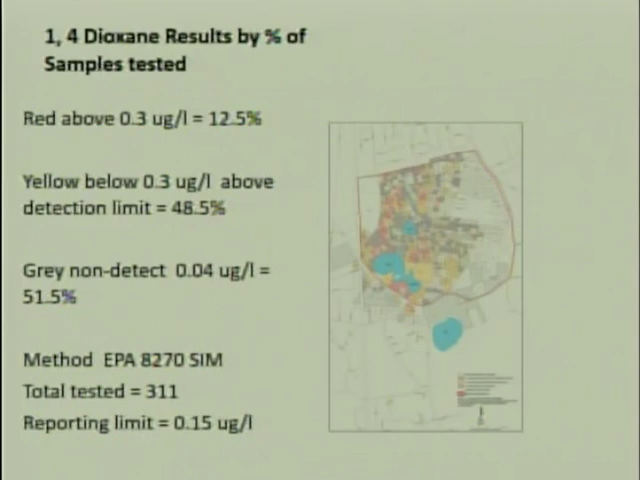 1, 4 Dioxane Results by % of
Samples tested
Red above 0.3 ug/l = 12.5%
Yellow below 0.3 ug/l above
detection limit = 48.5%
Grey non-detect 0.04 ug/l =
51.5%
Method EPA 8270 SIM
Total tested = 311
Reporting limit = 0.15 ug/l